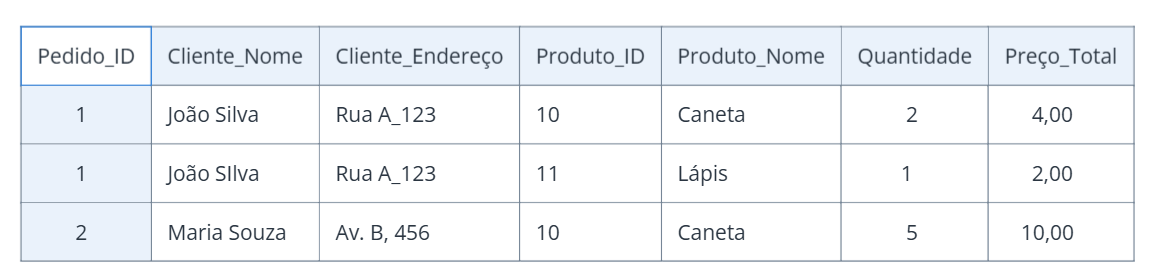 Pedido_ID Cliente_Nome Cliente_Endereço Produto_ID Produto_Nome Quantidade Preço_Total
1 João Silva Rua A_123 10 Caneta 2 4,00
1 João SIlva Rua A_123 11 Lápis 1 2,00
2 Maria Souza Av. B, 456 10 Caneta 5 10,00